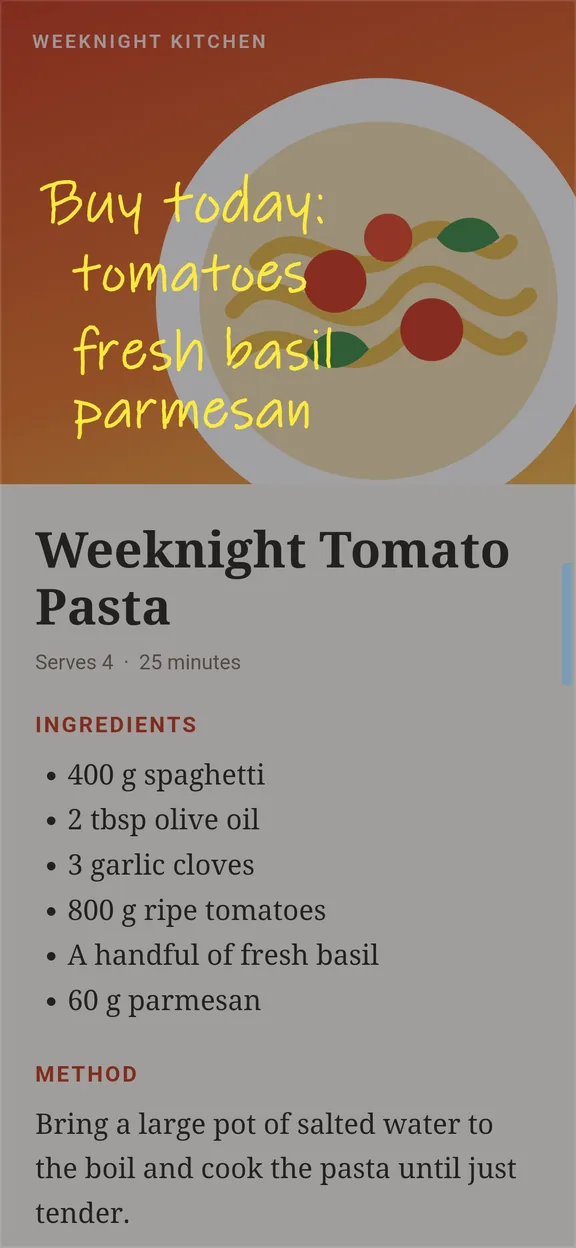 WEEKNIGHT KITCHEN
Buy today:
tomatoes
fresh basil
parmesan
Weeknight Tomato
Pasta
Serves 4 · 25 minutes
INGREDIENTS
• 400 g spaghetti
• 2 tbsp olive oil
• 3 garlic cloves
• 800 g ripe tomatoes
• A handful of fresh basil
• 60 g parmesan
METHOD
Bring a large pot of salted water to
the boil and cook the pasta until just
tender.